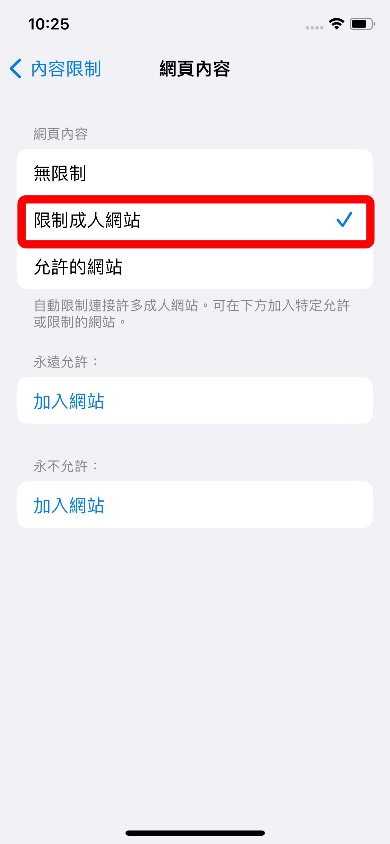 10:25
內容限制
網頁內容
網頁內容
無限制
限制成人網站
允許的網站
自動限制連接許多成人網站。可在下方加入特定允許
或限制的網站。
永遠允許：
加入網站
永不允許：
加入網站